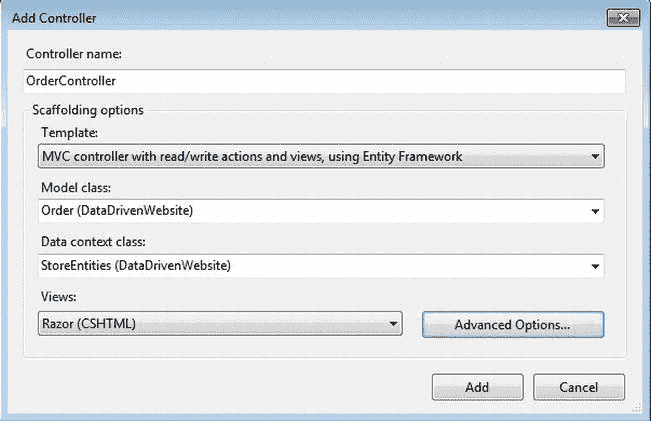 Add Controller
Controller name:
OrderController
Scaffolding options
Template:
MVC controller with read/write actions and views, using Entity Framework
Model class:
Order (DataDrivenWebsite)
Data context class:
StoreEntities (DataDrivenWebsite)
Views:
Razor (CSHTML)
Advanced Options...
Add
Cancel